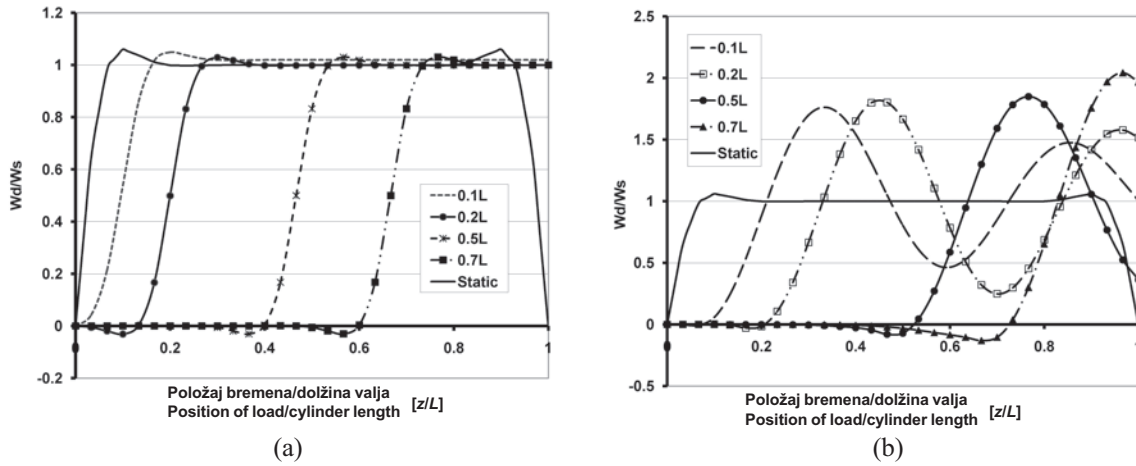 1.2
1
0.8
0.6
0.4
0.2
0
-0.2
Wd/Ws
0.1L
0.2L
0.5L
0.7L
Static
0
0.2
0.4
0.6
0.8
1
Položaj bremena/dolžina valja
Position of load/cylinder length [z/L]
(a)
2.5
2
1.5
1
0.5
0
-0.5
Wd/Ws
0.1L
0.2L
0.5L
0.7L
Static
0
0.2
0.4
0.6
0.8
1
Položaj bremena/dolžina valja
Position of load/cylinder length [z/L]
(b)